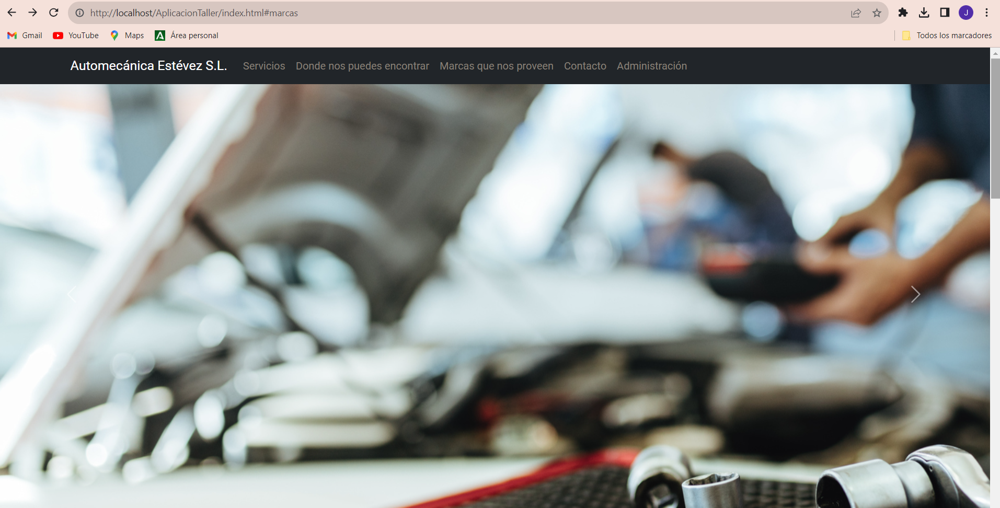 http://localhost/AplicacionTaller/index.html#marcas
J
Gmail YouTube Maps Área personal Todos los marcadores
Automecánica Estévez S.L. Servicios Donde nos puedes encontrar Marcas que nos proveen Contacto Administración